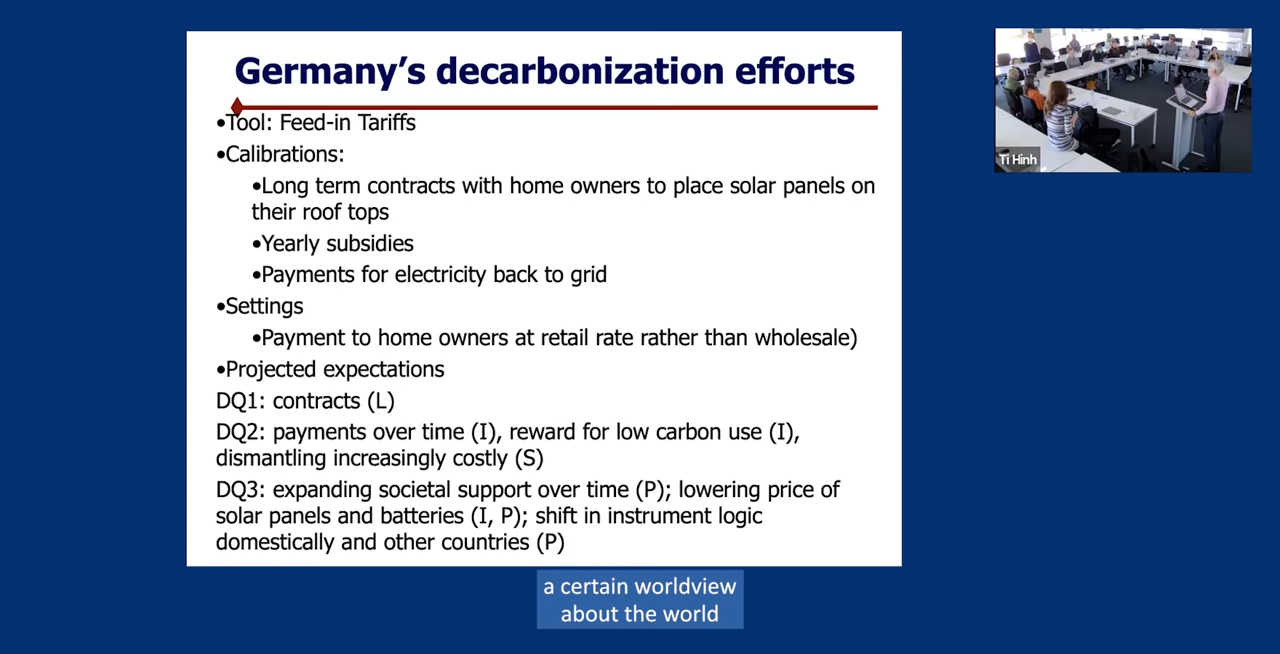 Germany’s decarbonization efforts
•Tool: Feed-in Tariffs
•Calibrations:
•Long term contracts with home owners to place solar panels on
their roof tops
•Yearly subsidies
•Payments for electricity back to grid
•Settings
•Payment to home owners at retail rate rather than wholesale)
•Projected expectations
DQ1: contracts (L)
DQ2: payments over time (I), reward for low carbon use (I),
dismantling increasingly costly (S)
DQ3: expanding societal support over time (P); lowering price of
solar panels and batteries (I, P); shift in instrument logic
domestically and other countries (P)
a certain worldview
about the world
Ti Hính